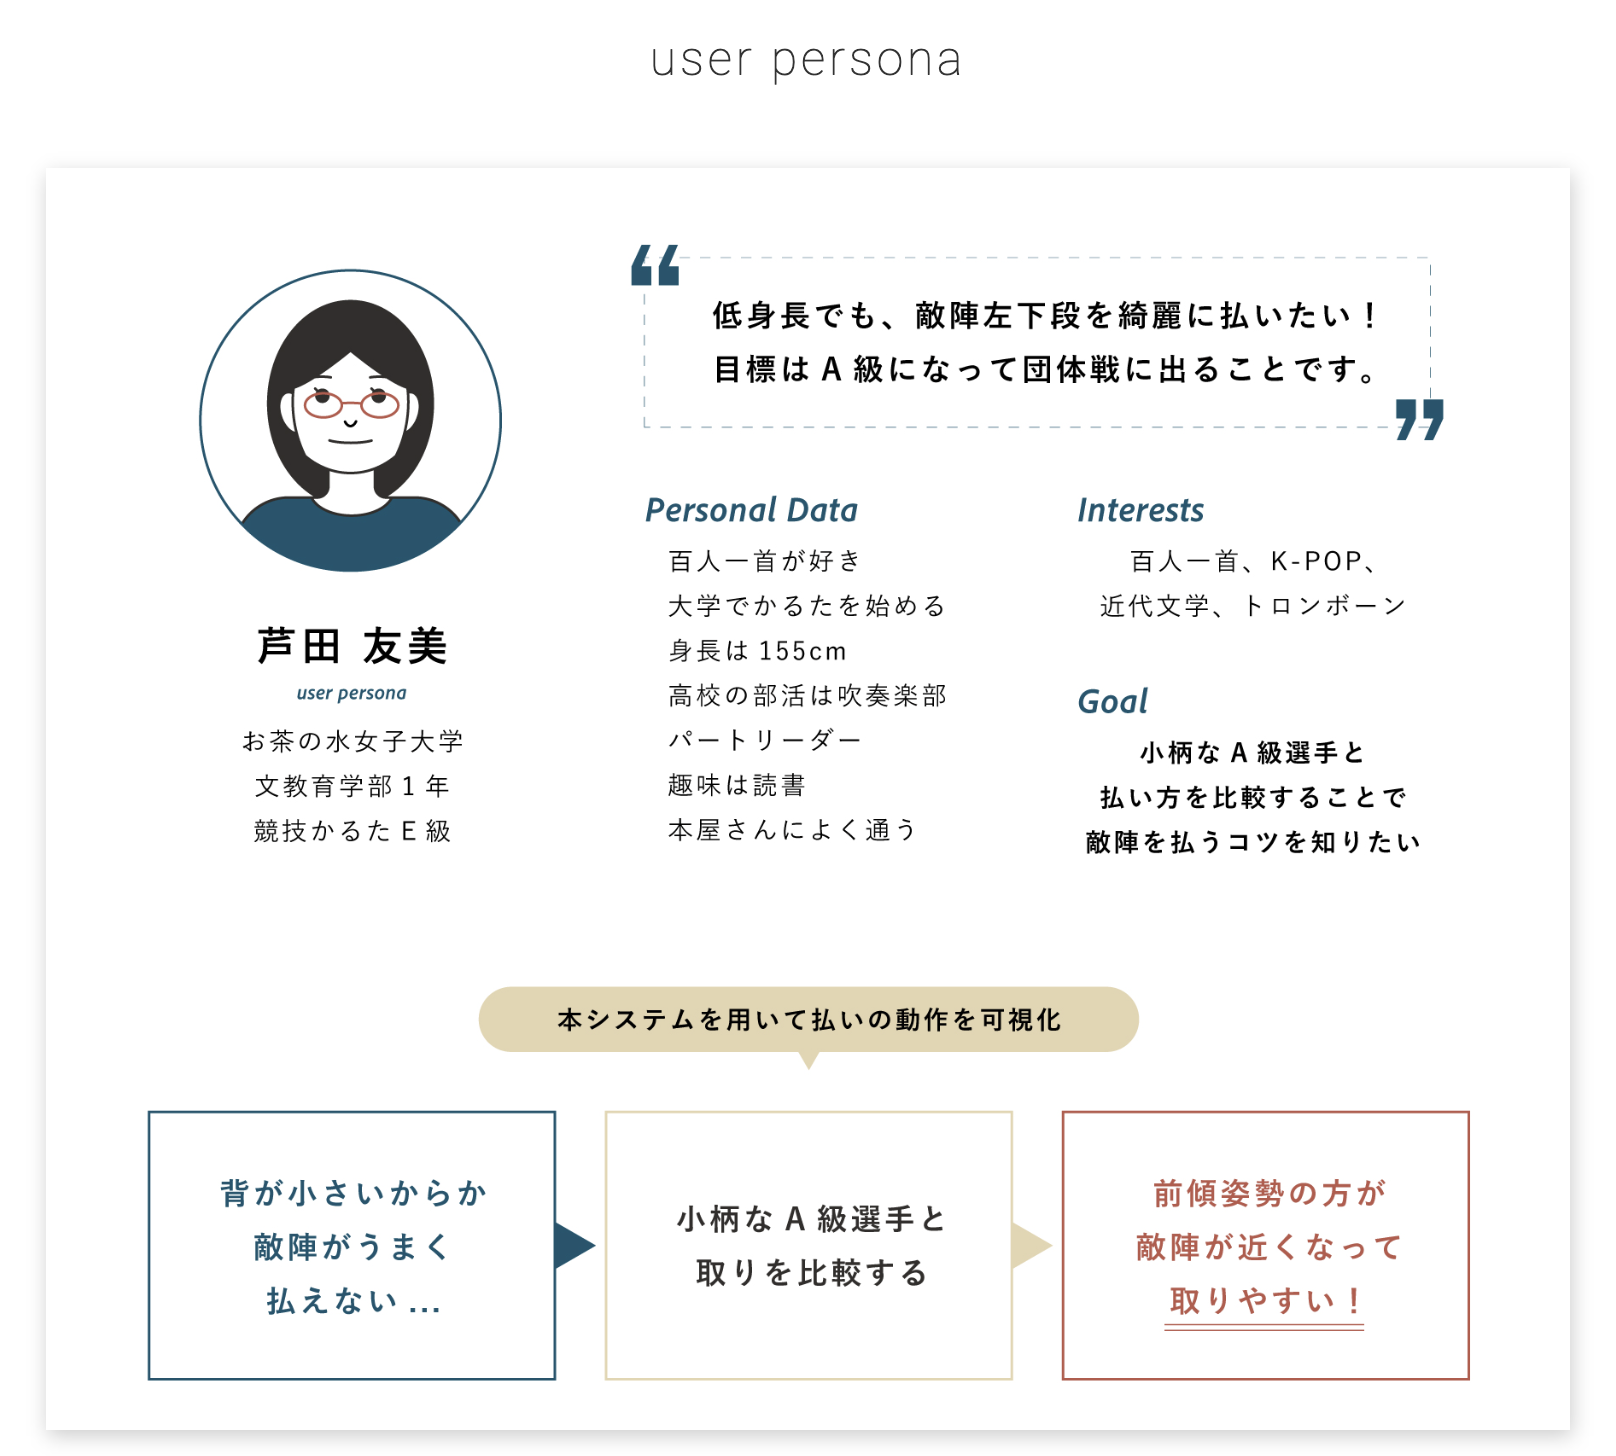 user persona
“
低身長でも、敵陣左下段を綺麗に払いたい！
目標は A 級になって団体戦に出ることです。
”
芦田 友美
user persona
お茶の水女子大学
文教育学部 1 年
競技かるた E 級
Personal Data
百人一首が好き
大学でかるたを始める
身長は 155cm
高校の部活は吹奏楽部
パートリーダー
趣味は読書
本屋さんによく通う
Interests
百人一首、K-POP、
近代文学、トロンボーン
Goal
小柄な A 級選手と
払い方を比較することで
敵陣を払うコツを知りたい
本システムを用いて払いの動作を可視化
背が小さいからか
敵陣がうまく
払えない ...
小柄な A 級選手と
取りを比較する
前傾姿勢の方が
敵陣が近くなって
取りやすい！